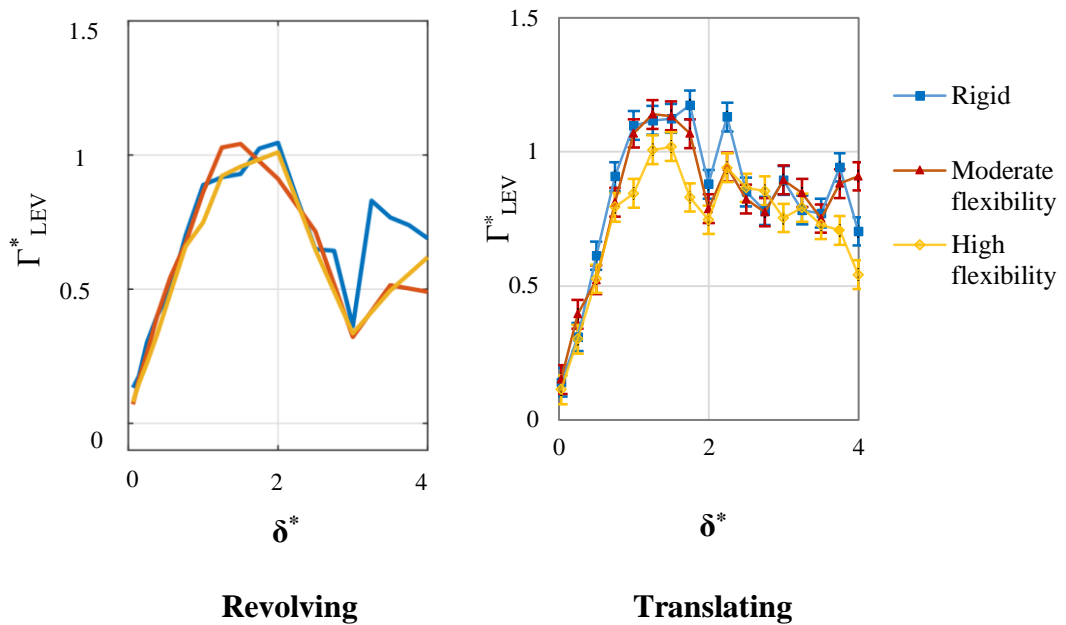 1.5
1
0.5
0
Γ*LEV
0
2
4
δ*
Revolving
1.5
1
0.5
0
Γ*LEV
0
2
4
δ*
Translating
Rigid
Moderate
flexibility
High
flexibility